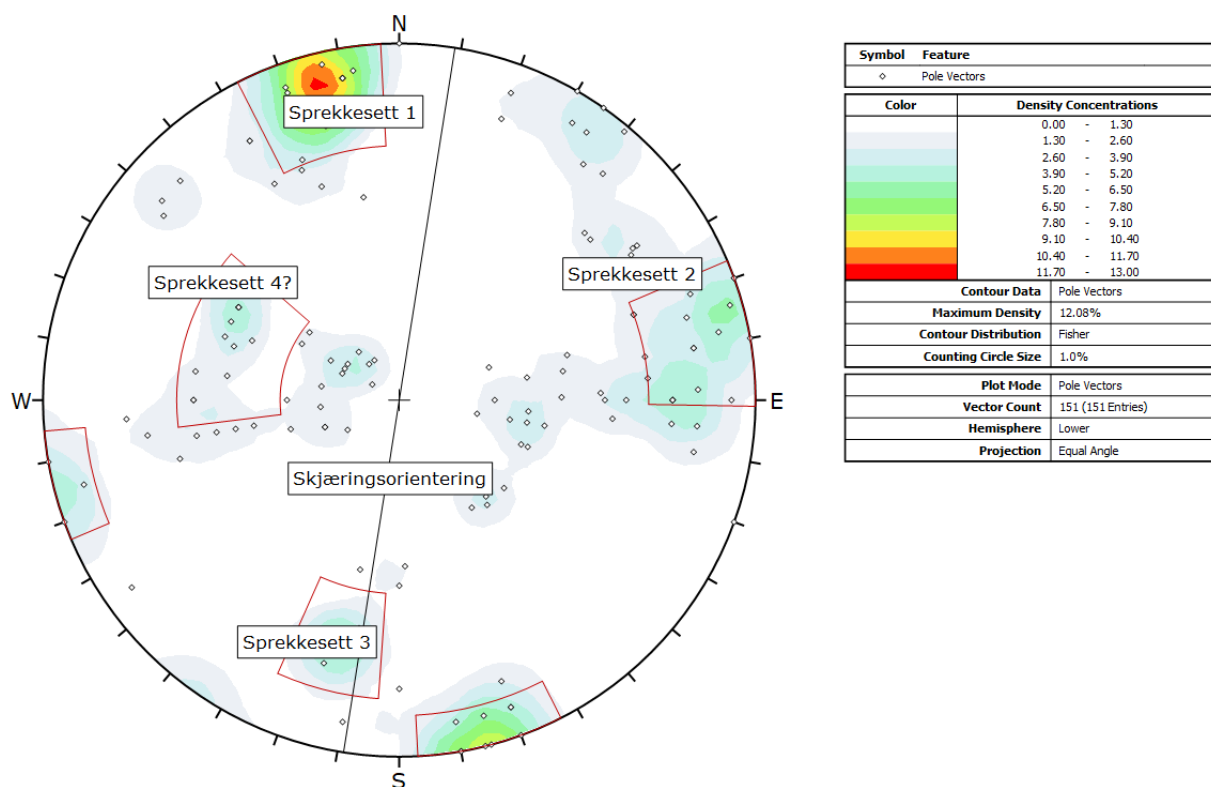 N
Sprekkesett 1
Sprekkesett 2
Sprekkesett 4?
W
E
Skjæringsorientering
Sprekkesett 3
S
Symbol Feature
Pole Vectors
Color Density Concentrations
0.00 - 1.30
1.30 - 2.60
2.60 - 3.90
3.90 - 5.20
5.20 - 6.50
6.50 - 7.80
7.80 - 9.10
9.10 - 10.40
10.40 - 11.70
11.70 - 13.00
Contour Data Pole Vectors
Maximum Density 12.08%
Contour Distribution Fisher
Counting Circle Size 1.0%
Plot Mode Pole Vectors
Vector Count 151 (151 Entries)
Hemisphere Lower
Projection Equal Angle